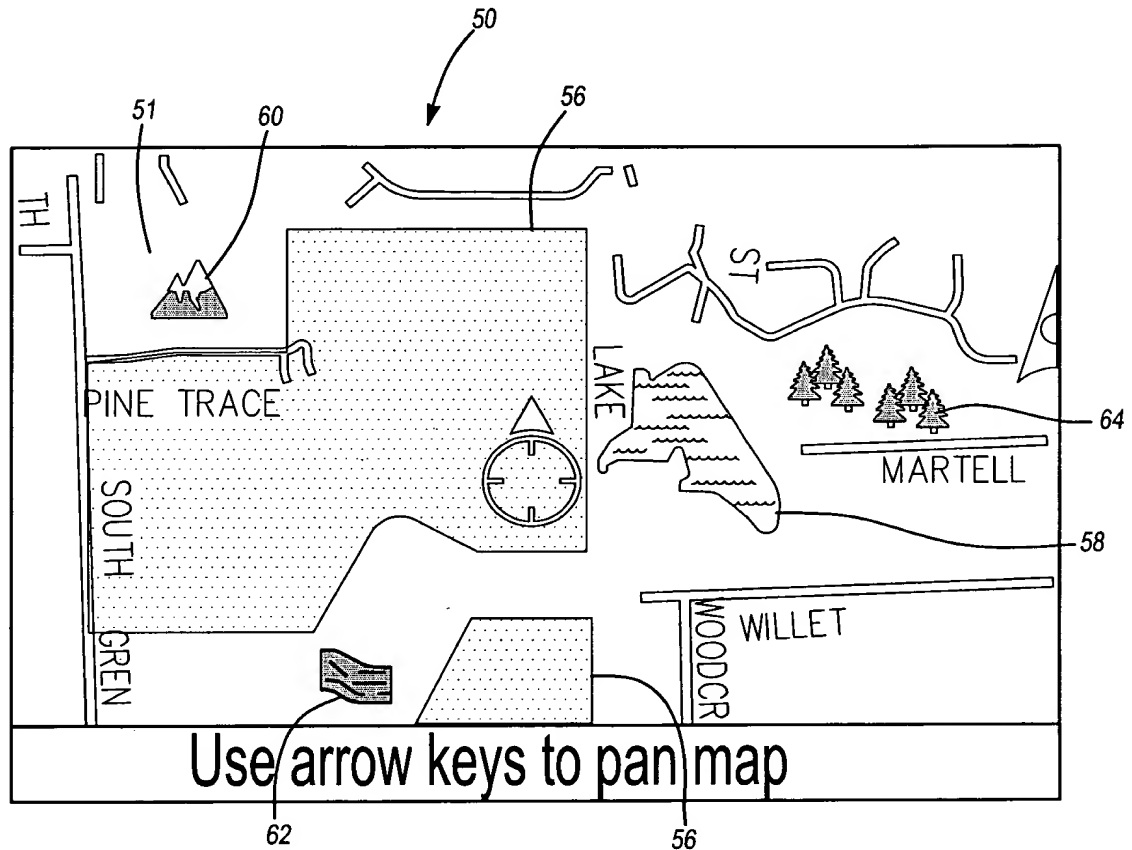 50
51
60
56
TH
ST
LAKE
PINE TRACE
64
MARTELL
SOUTH
58
GREN
WOODCR
WILLET
Use arrow keys to pan map
62
56